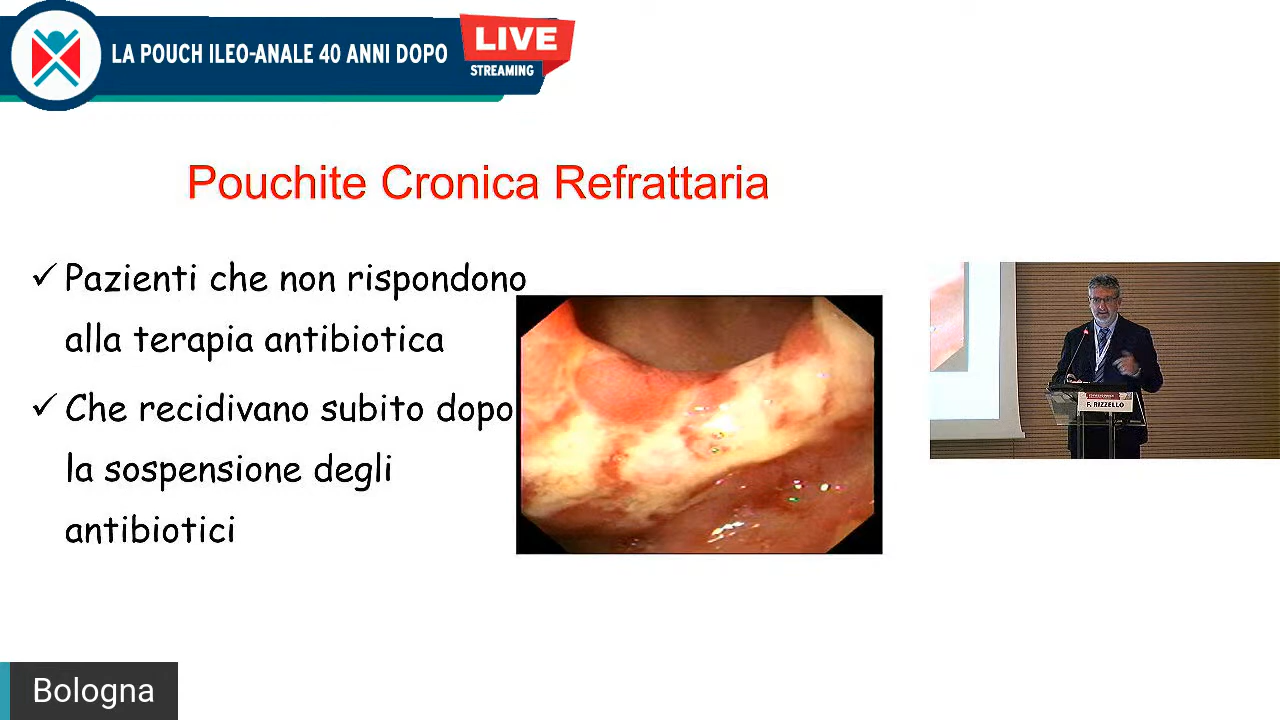 LA POUCH ILEO-ANALE 40 ANNI DOPO
LIVE
STREAMING
Pouchite Cronica Refrattaria
✓ Pazienti che non rispondono
alla terapia antibiotica
✓ Che recidivano subito dopo
la sospensione degli
antibiotici
F. RIZZELLO
Bologna